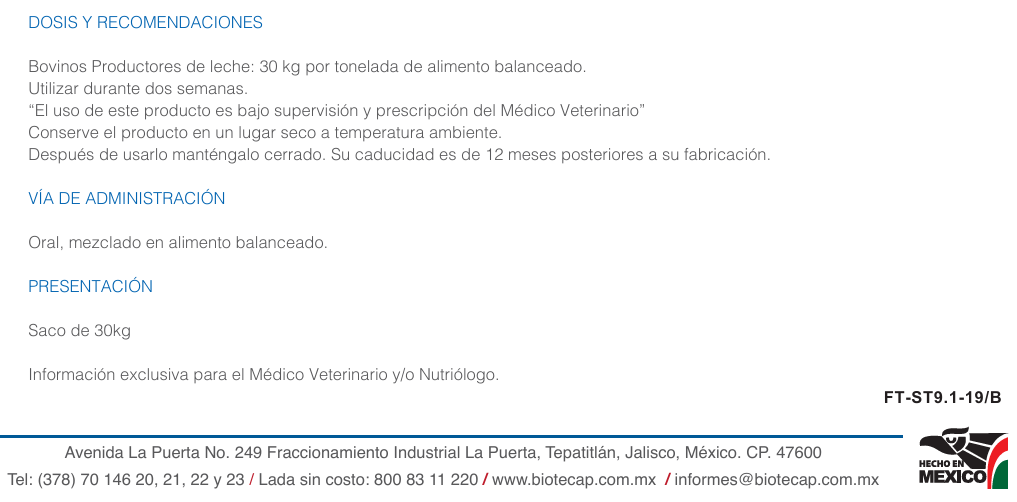 DOSIS Y RECOMENDACIONES
Bovinos Productores de leche: 30 kg por tonelada de alimento balanceado.
Utilizar durante dos semanas.
“El uso de este producto es bajo supervisión y prescripción del Médico Veterinario”
Conserve el producto en un lugar seco a temperatura ambiente.
Después de usarlo manténgalo cerrado. Su caducidad es de 12 meses posteriores a su fabricación.
VÍA DE ADMINISTRACIÓN
Oral, mezclado en alimento balanceado.
PRESENTACIÓN
Saco de 30kg
Información exclusiva para el Médico Veterinario y/o Nutriólogo.
FT-ST9.1-19/B
Avenida La Puerta No. 249 Fraccionamiento Industrial La Puerta, Tepatitlán, Jalisco, México. CP. 47600
Tel: (378) 70 146 20, 21, 22 y 23 / Lada sin costo: 800 83 11 220 / www.biotecap.com.mx / informes@biotecap.com.mx
HECHO EN
MEXICO